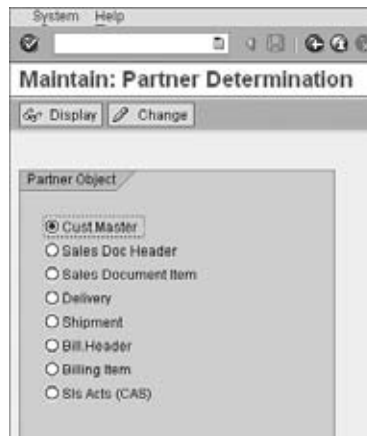 System Help
Maintain: Partner Determination
Display Change
Partner Object
Cust.Master
Sales Doc Header
Sales Document Item
Delivery
Shipment
Bill.Header
Billing Item
Sls Acts (CAS)